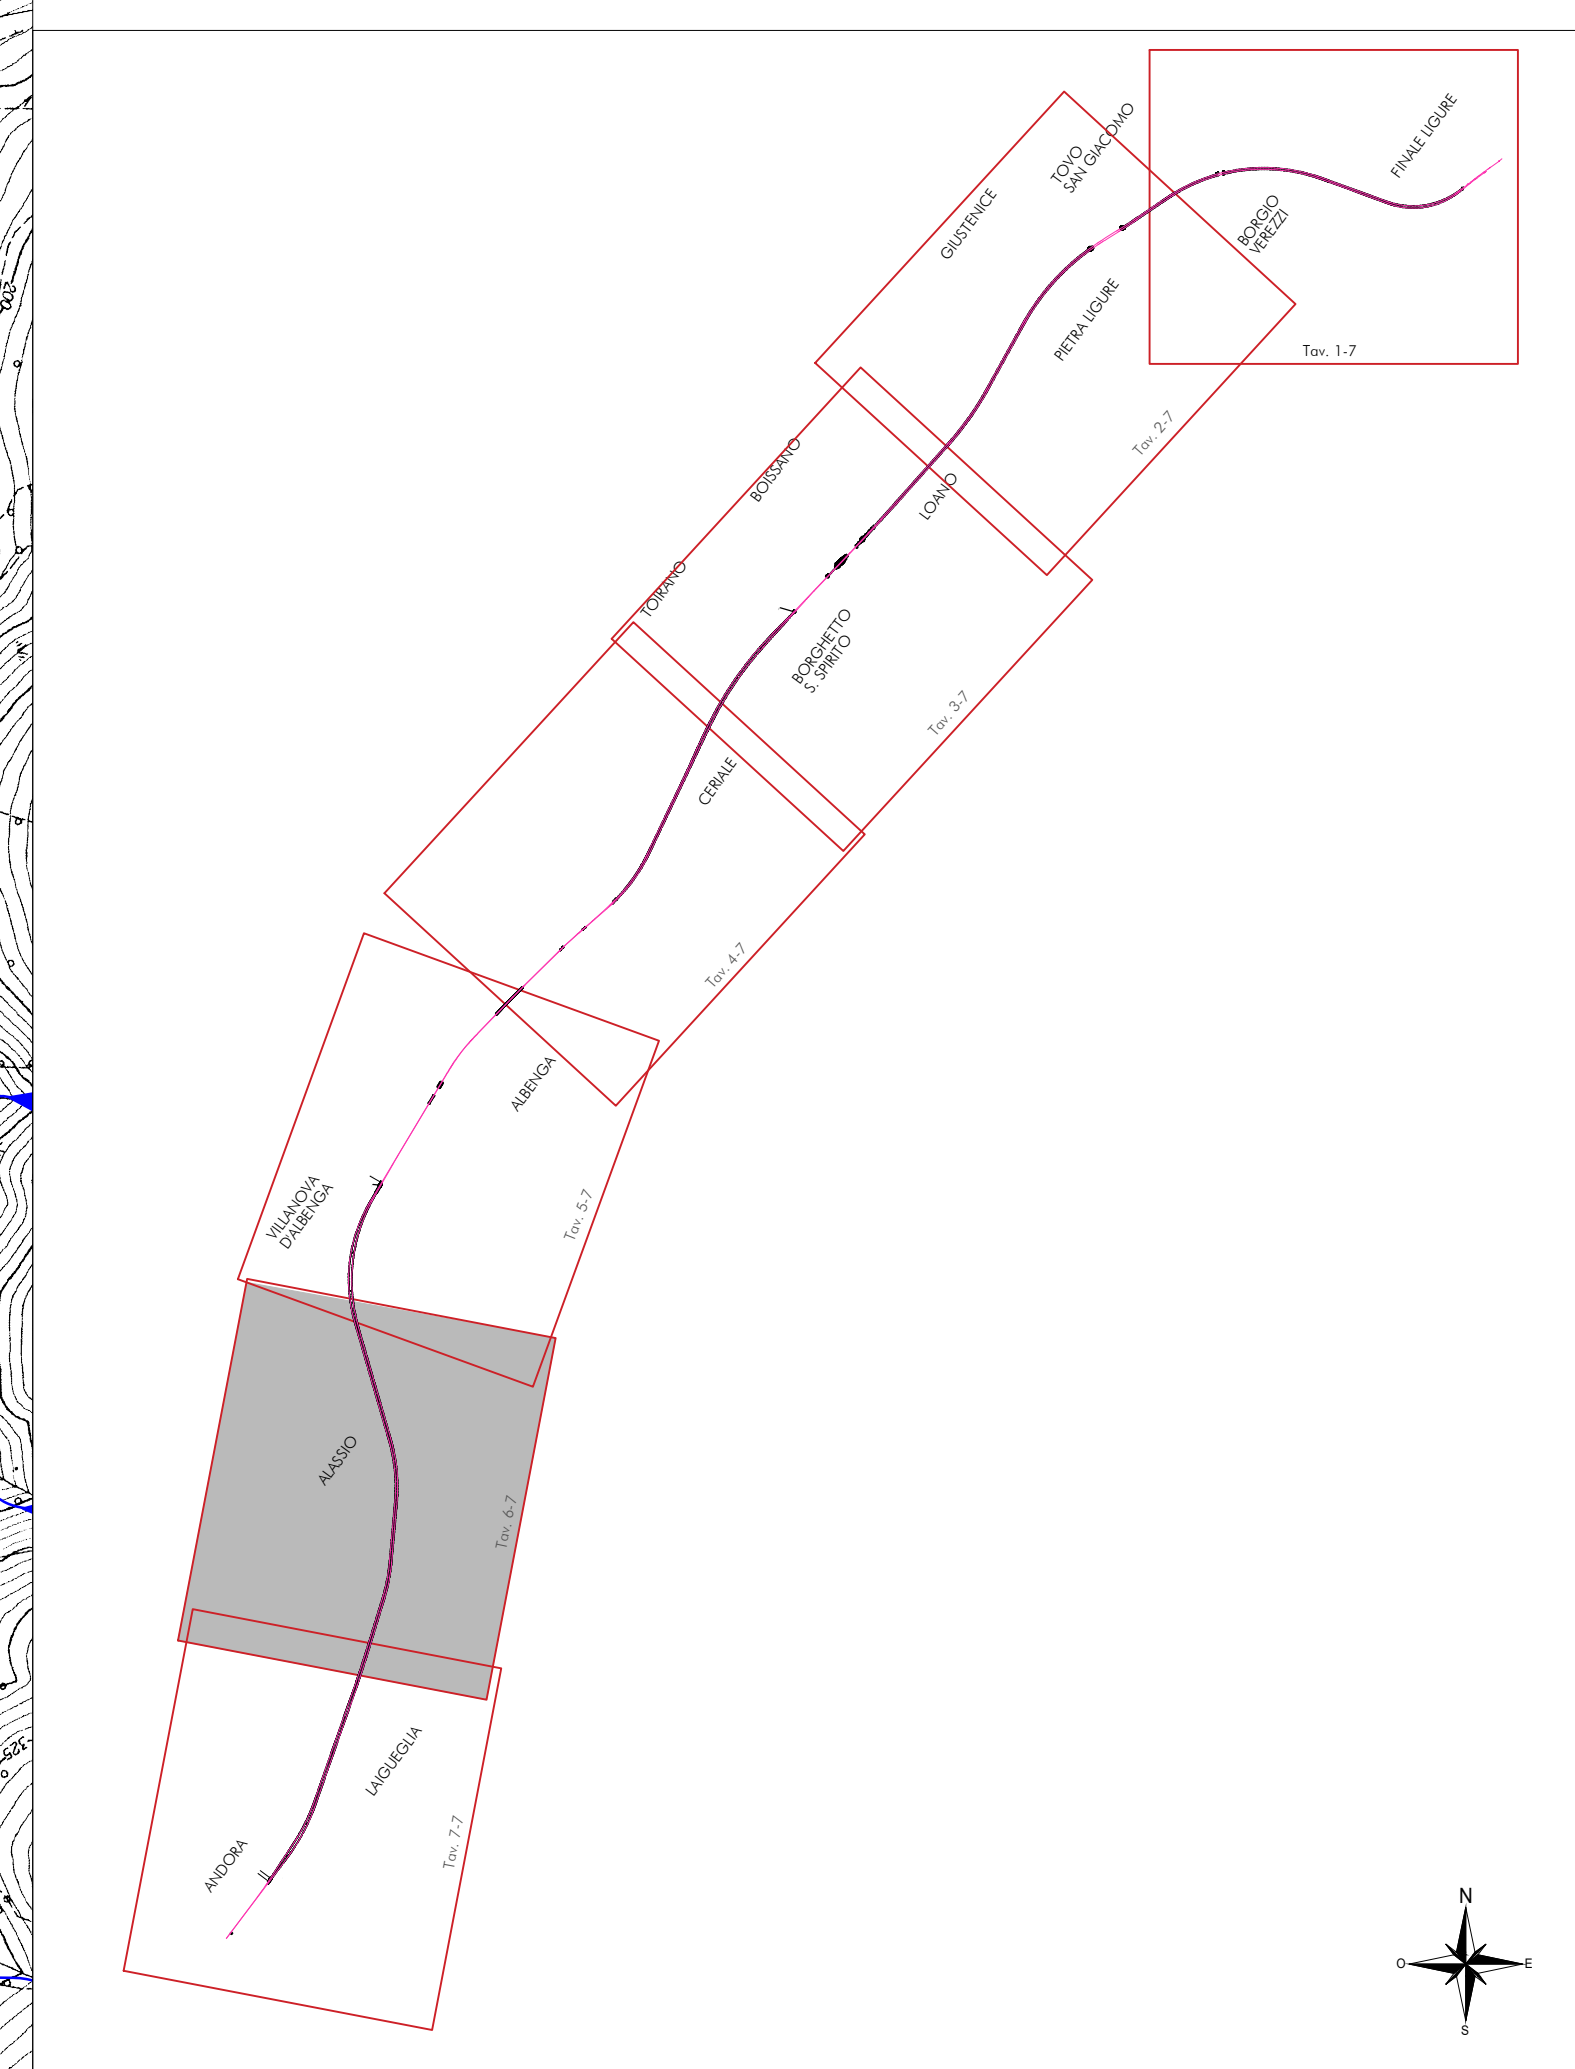 FINALE LIGURE
TOVO
SAN GIACOMO
GIUSTENICE
BORGIO
VEREZZI
PIETRA LIGURE
Tav. 1-7
Tav. 2-7
BOISSANO
LOANO
TOIRANO
BORGHETTO
S. SPIRITO
Tav. 3-7
CERIALE
Tav. 4-7
ALBENGA
VILLANOVA
D'ALBENGA
Tav. 5-7
ALASSIO
Tav. 6-7
LAIGUEGLIA
ANDORA
Tav. 7-7
200
325
N
O
E
S